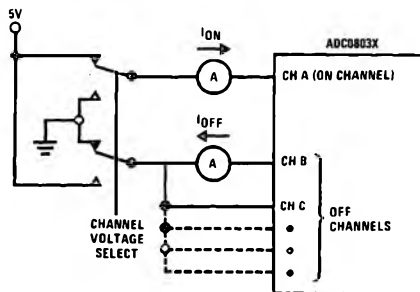 5V
ION
ADC0803X
A
CH A (ON CHANNEL)
IOFF
A
CH B
CH C
OFF
CHANNELS
CHANNEL
VOLTAGE
SELECT